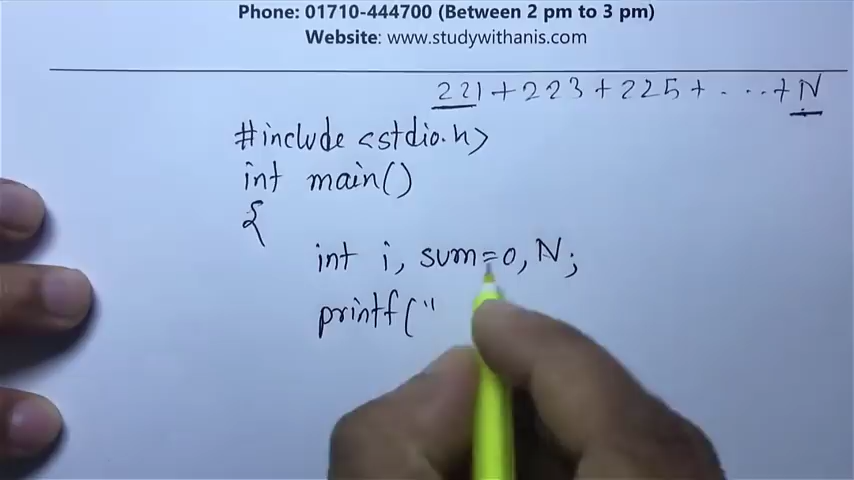 Phone: 01710-444700 (Between 2 pm to 3 pm)
Website: www.studywithanis.com
221+223+225+....+N
#include <stdio.h>
int main()
{
int i, sum=0, N;
printf("